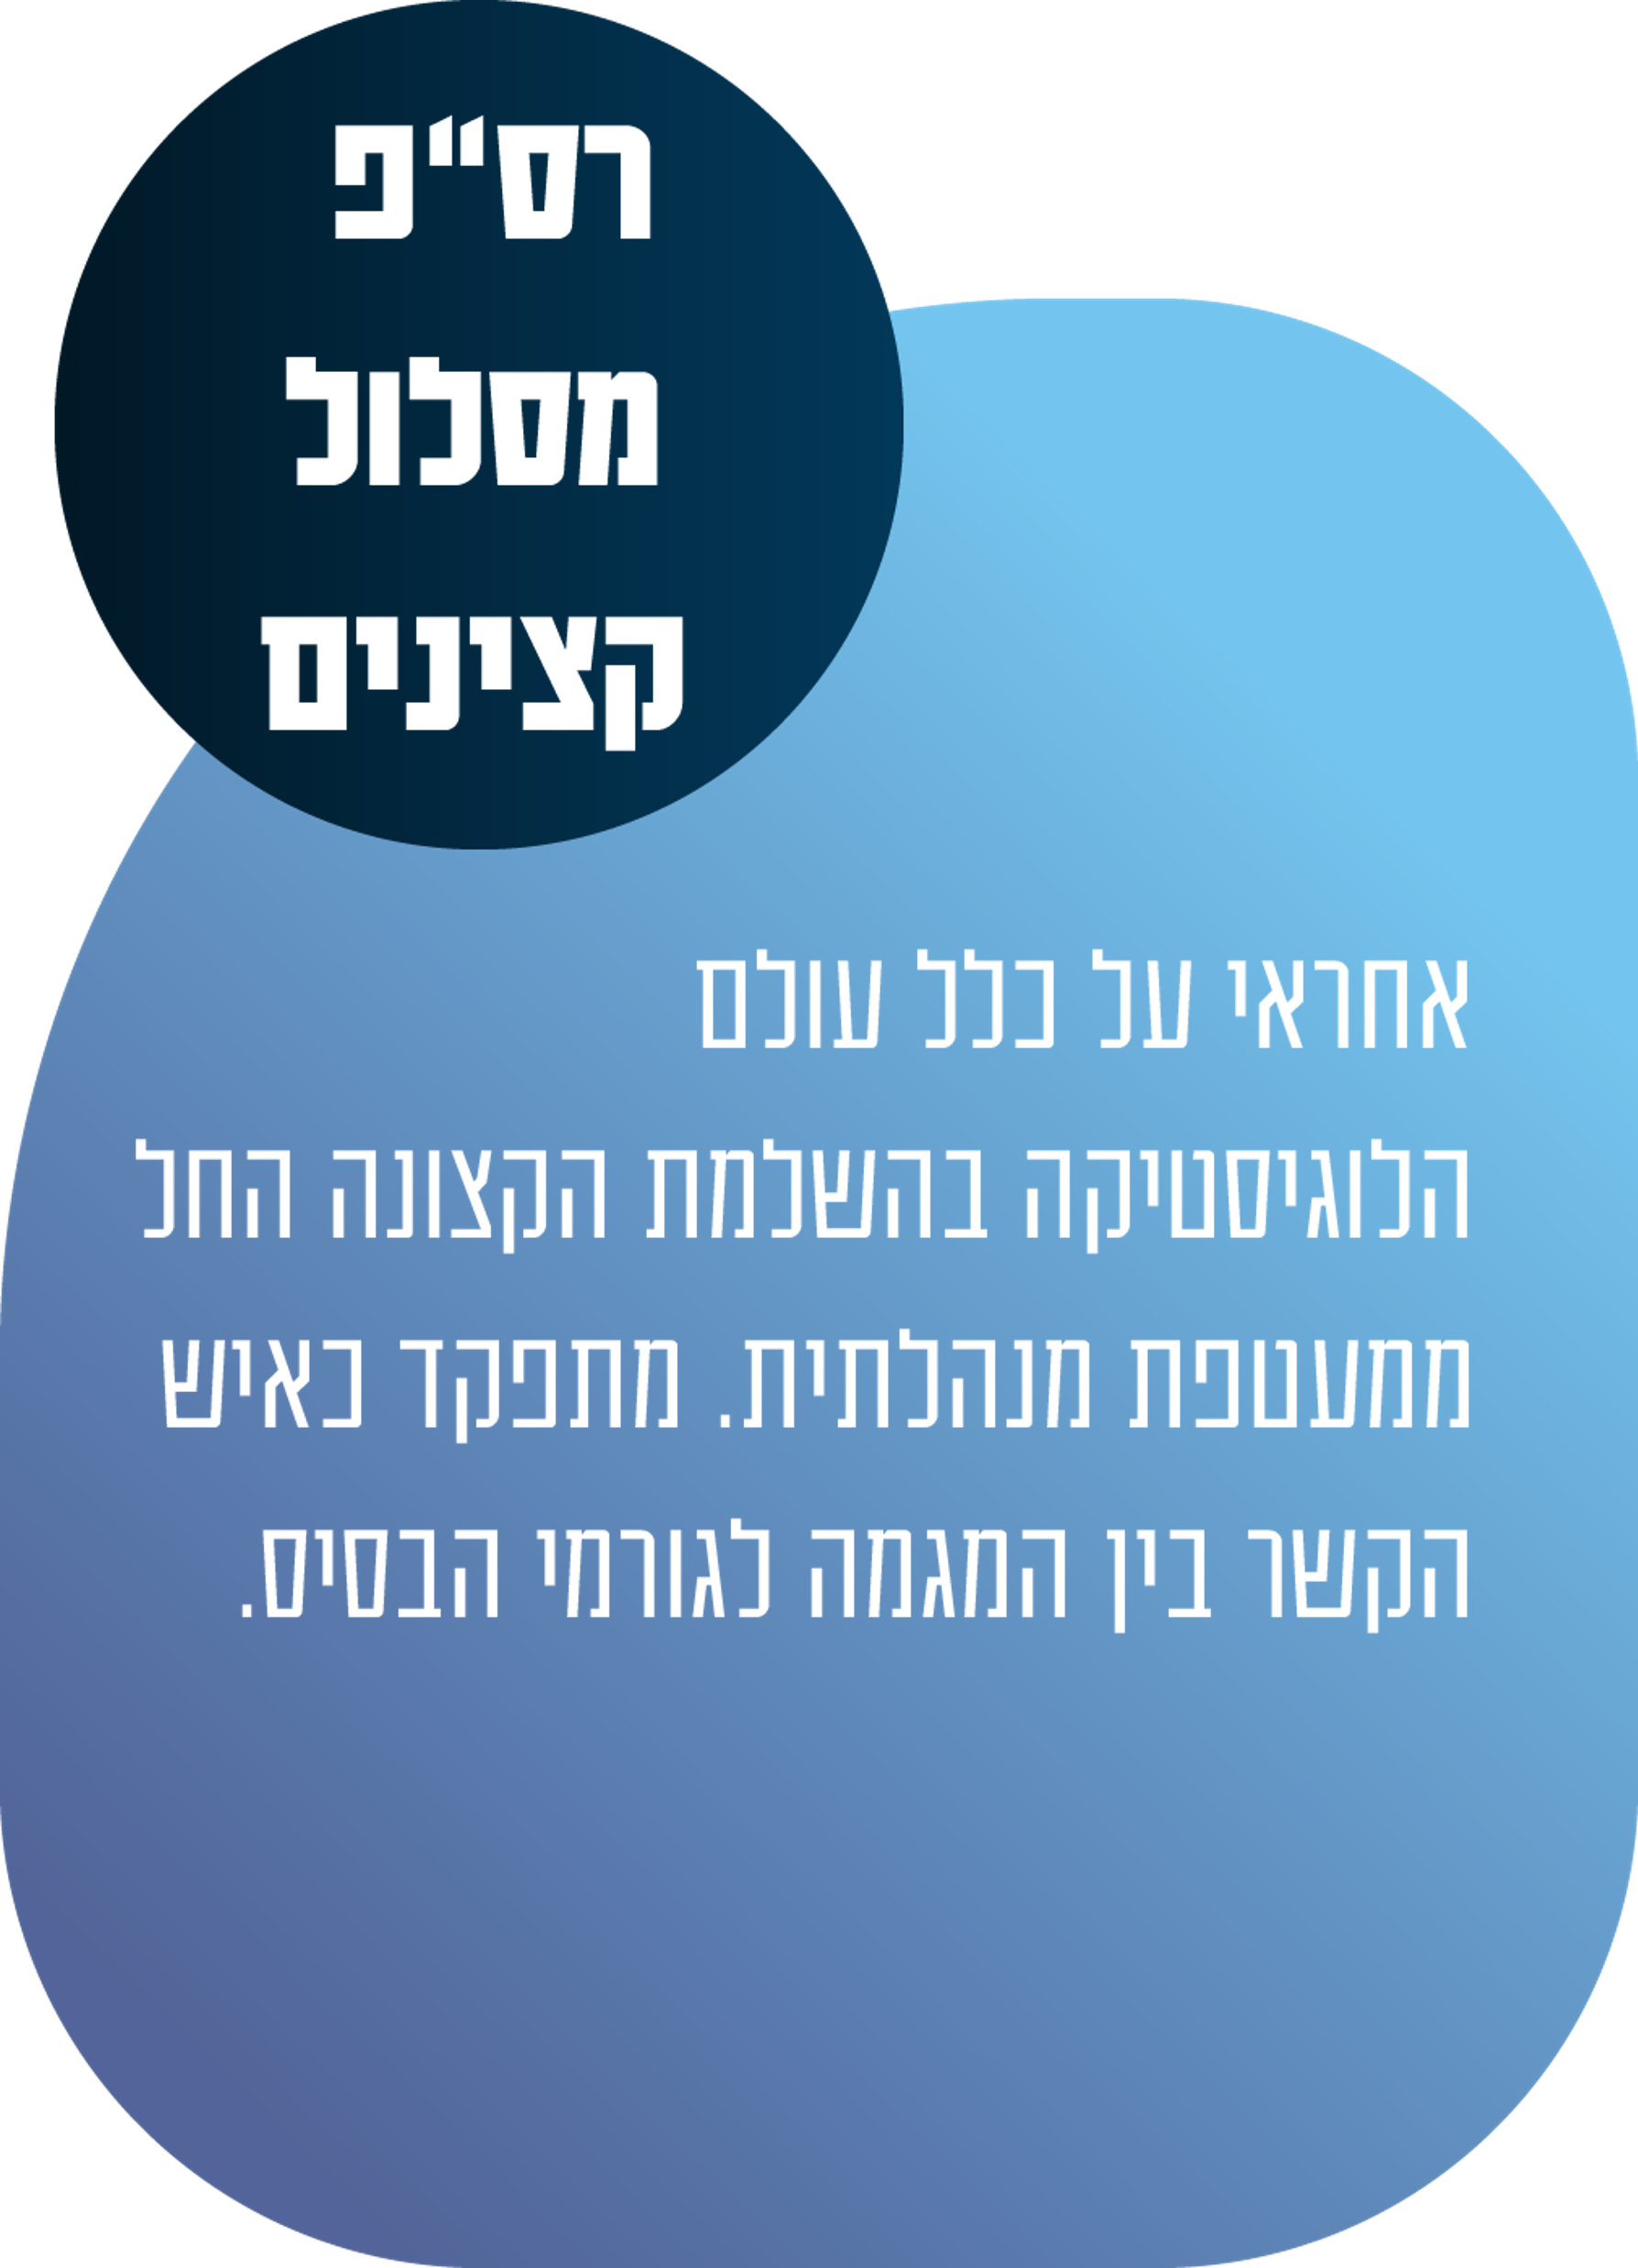 רס״פ
מסלול
קצינים
אחראי על כלל עולם
הלוגיסטיקה בהשלמת הקצונה החל
ממעטפת מנהלתית. מתפקד כאיש
הקשר בין המגמה לגורמי הבסיס.